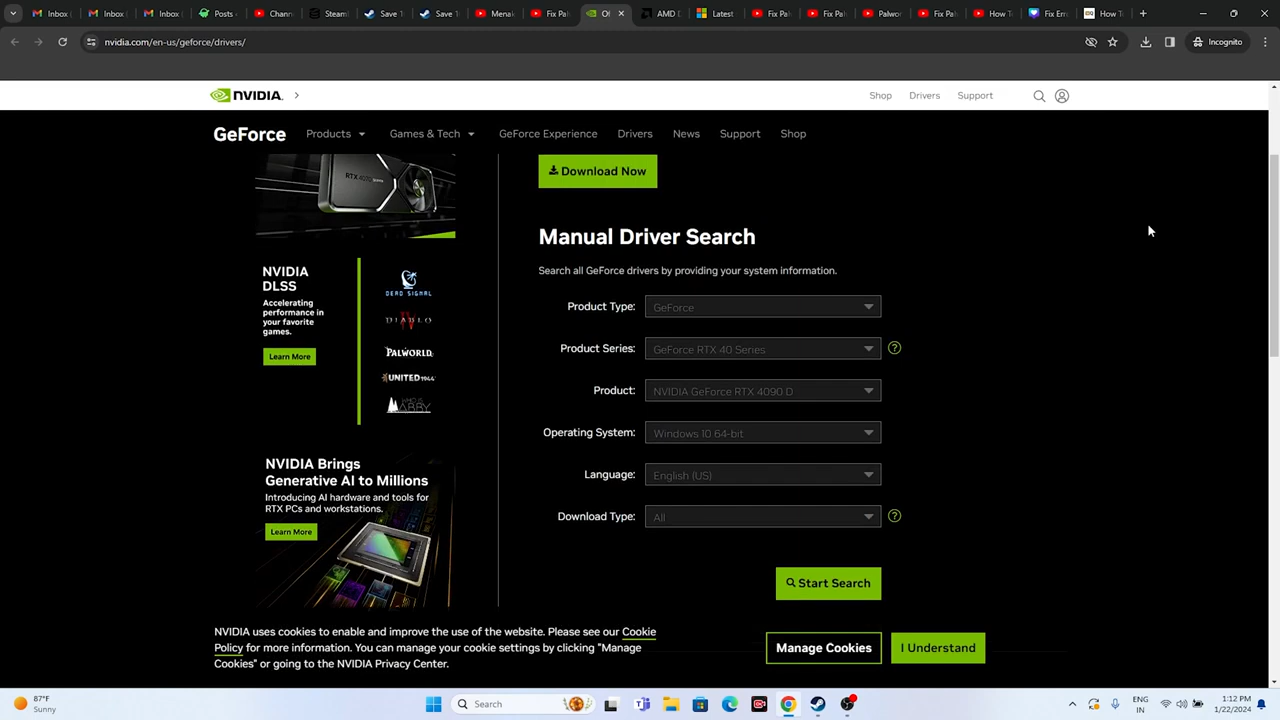 Inbox (
Inbox (
Inbox (
Posts ‹
Chann
Steam
Save 1
Save 1
Menak
Fix Pal
Of
AMD D
Latest
Fix Pal
Fix Pal
Palwor
Fix Pal
How T
Fix Err
How T
nvidia.com/en-us/geforce/drivers/
Incognito
NVIDIA.
Shop
Drivers
Support
GeForce
Products
Games & Tech
GeForce Experience
Drivers
News
Support
Shop
Download Now
Manual Driver Search
Search all GeForce drivers by providing your system information.
Product Type:
GeForce
Product Series:
GeForce RTX 40 Series
?
Product:
NVIDIA GeForce RTX 4090 D
Operating System:
Windows 10 64-bit
Language:
English (US)
Download Type:
All
?
Start Search
NVIDIA
DLSS
Accelerating
performance in
your favorite
games.
Learn More
DEAD SIGNAL
DIABLO
IV
PALWORLD
UNITED 1944
ABBY
NVIDIA Brings
Generative AI to Millions
Introducing AI hardware and tools for
RTX PCs and workstations.
Learn More
NVIDIA uses cookies to enable and improve the use of the website. Please see our Cookie
Policy for more information. You can manage your cookie settings by clicking "Manage
Cookies" or going to the NVIDIA Privacy Center.
Manage Cookies
I Understand
87°F
Sunny
Search
ENG
IN
1:12 PM
1/22/2024